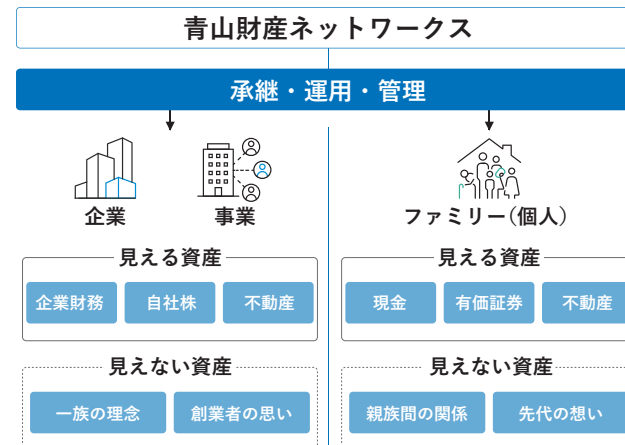 青山財産ネットワークス
承継・運用・管理
企業
事業
ファミリー(個人)
見える資産
企業財務
自社株
不動産
見える資産
現金
有価証券
不動産
見えない資産
一族の理念
創業者の思い
見えない資産
親族間の関係
先代の想い